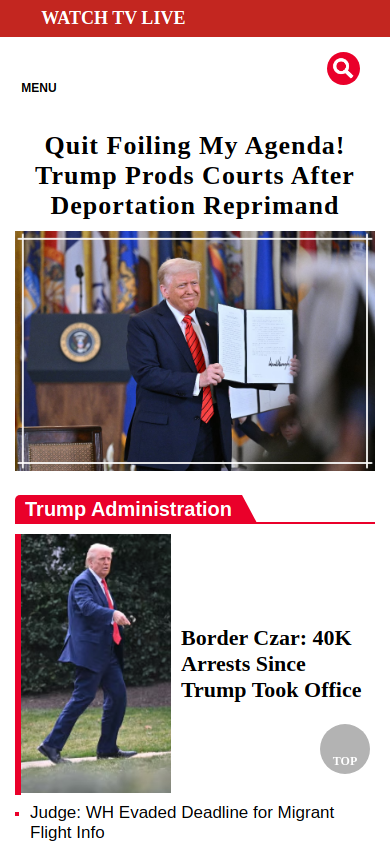 WATCH TV LIVE
MENU
Quit Foiling My Agenda!
Trump Prods Courts After
Deportation Reprimand
Trump Administration
Border Czar: 40K
Arrests Since
Trump Took Office
TOP
Judge: WH Evaded Deadline for Migrant
Flight Info